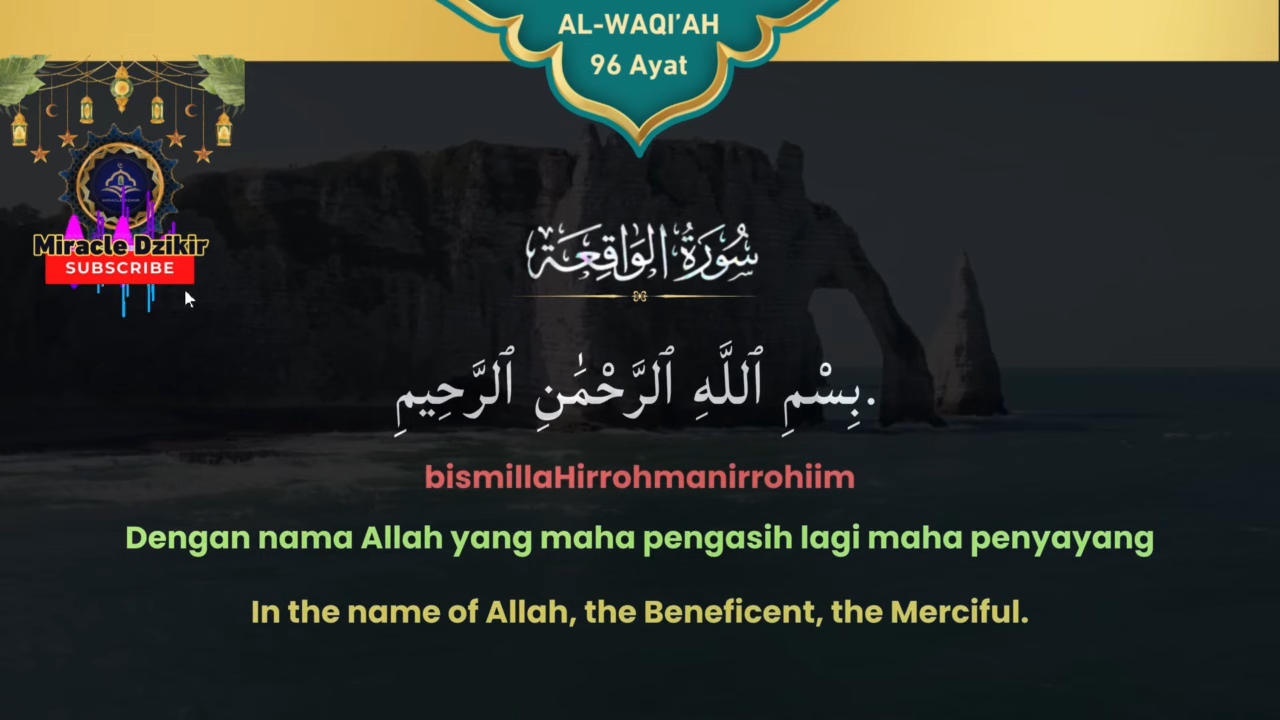 AL-WAQI'AH
96 Ayat
Miracle Dzikir
SUBSCRIBE
سُورَةُ الْوَاقِعَةِ
بِسْمِ ٱللَّهِ ٱلرَّحْمَٰنِ ٱلرَّحِيمِ.
bismillaHirrohmanirrohiim
Dengan nama Allah yang maha pengasih lagi maha penyayang
In the name of Allah, the Beneficent, the Merciful.